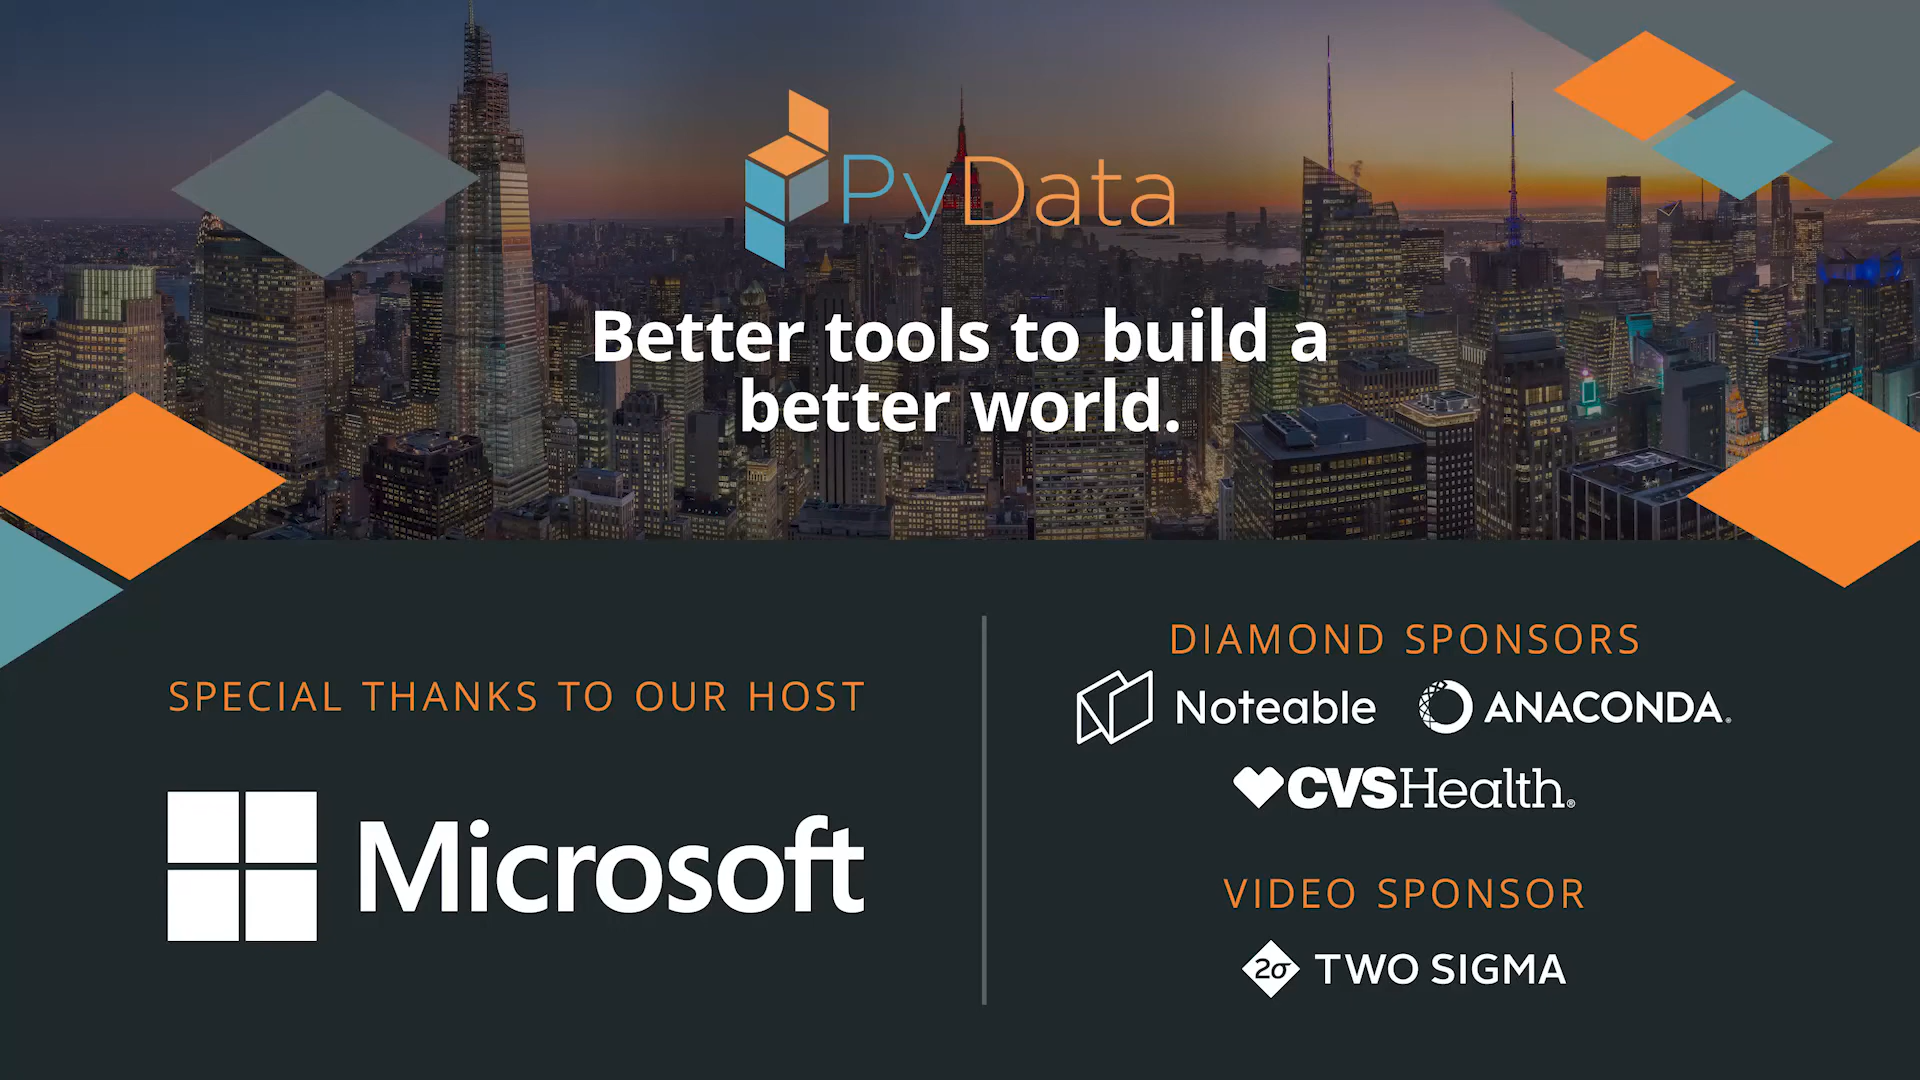 PyData
Better tools to build a
better world.
SPECIAL THANKS TO OUR HOST
Microsoft
DIAMOND SPONSORS
Noteable
ANACONDA.®
CVSHealth®
VIDEO SPONSOR
2σ TWO SIGMA